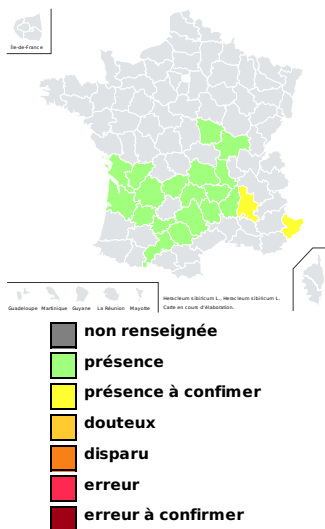 Île-de-France
Guadeloupe Martinique Guyane La Réunion Mayotte
Heracleum sibiricum L., Heracleum sibiricum L.
Carte en cours d'élaboration.
non renseignée
présence
présence à confimer
douteux
disparu
erreur
erreur à confirmer